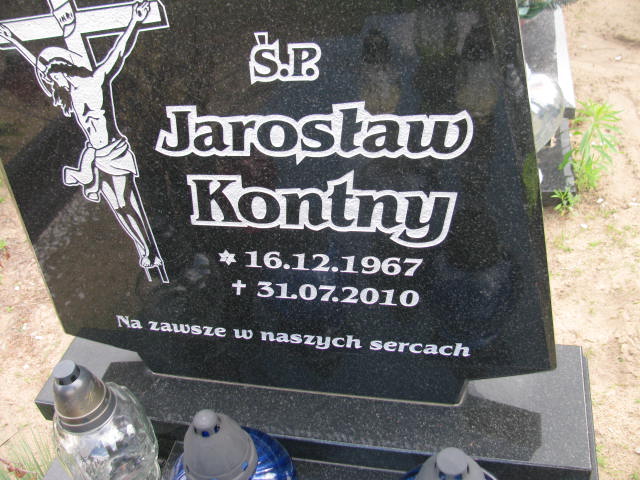 Ś.P.
Jarosław
Kontny
* 16.12.1967
✝ 31.07.2010
Na zawsze w naszych sercach